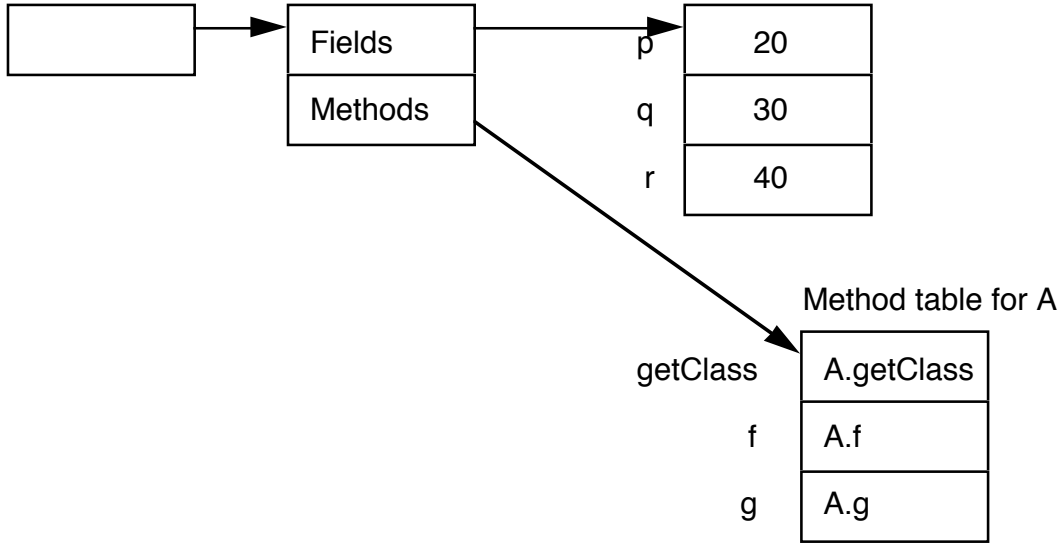 Fields
p 20
Methods
q 30
r 40
Method table for A
getClass A.getClass
f A.f
g A.g